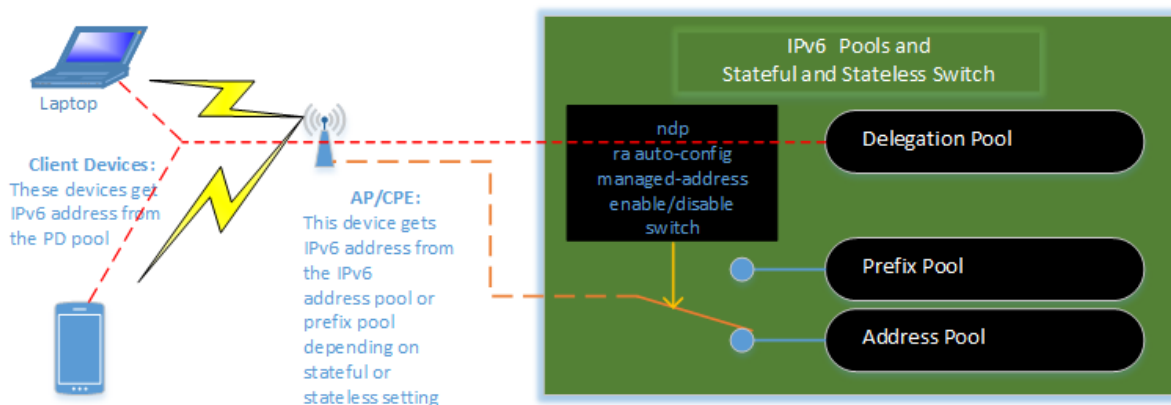 Laptop
Client Devices:
These devices get
IPv6 address from
the PD pool
AP/CPE:
This device gets
IPv6 address from
the IPv6
address pool or
prefix pool
depending on
stateful or
stateless setting
IPv6 Pools and
Stateful and Stateless Switch
ndp
ra auto-config
managed-address
enable/disable
switch
Delegation Pool
Prefix Pool
Address Pool